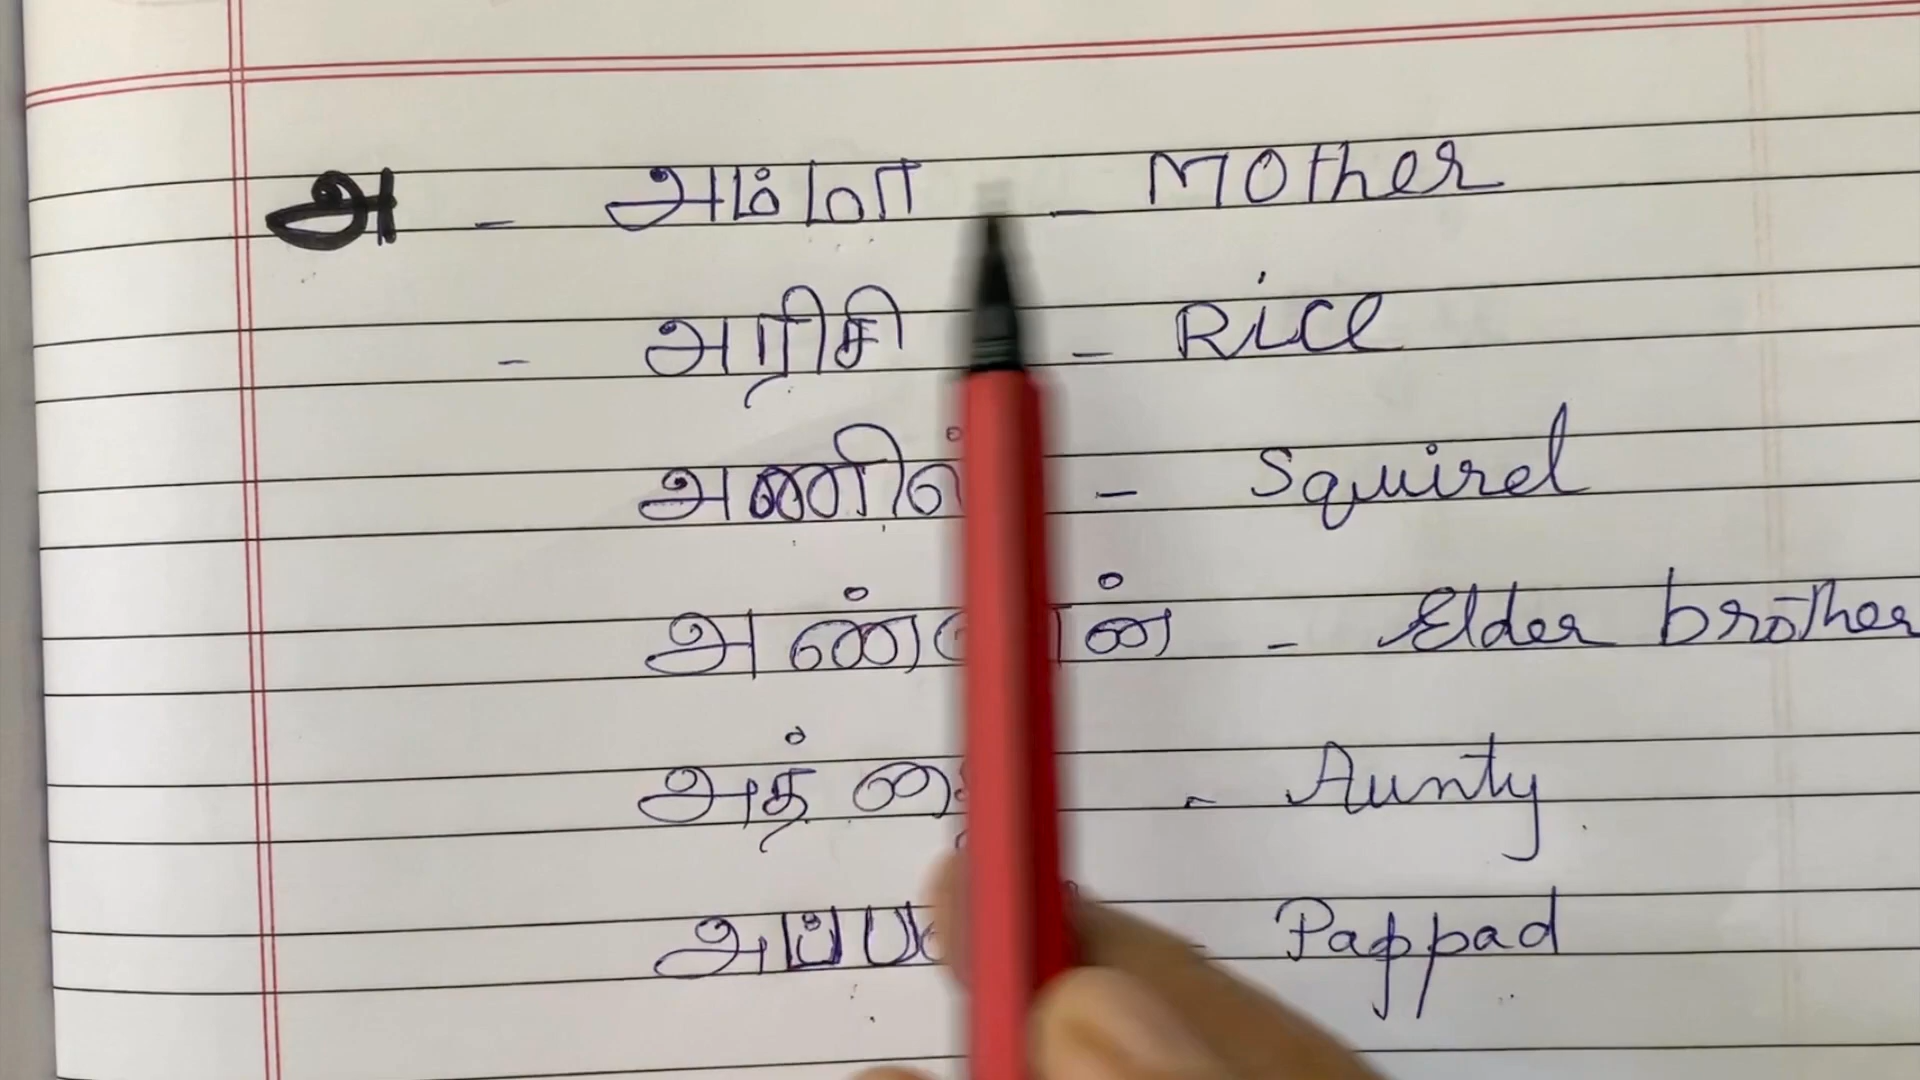 அ - அம்மா - Mother
- அரிசி - Rice
- Squirel
- Elder brother
- Aunty
- Pappad